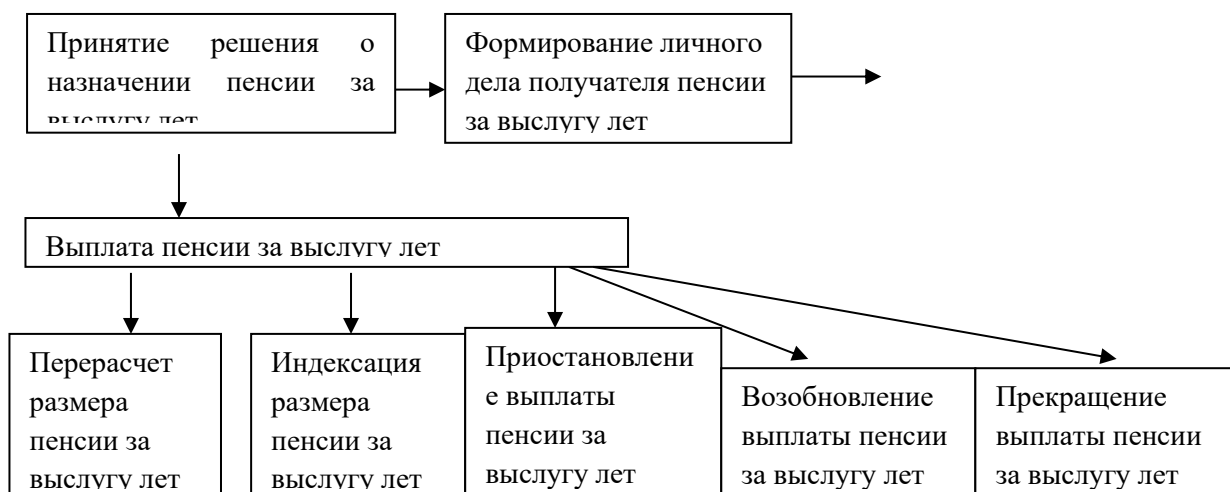 Принятие решения о
назначении пенсии за
выслугу лет
Формирование личного
дела получателя пенсии
за выслугу лет
Выплата пенсии за выслугу лет
Перерасчет
размера
пенсии за
выслугу лет
Индексация
размера
пенсии за
выслугу лет
Приостановлени
е выплаты
пенсии за
выслугу лет
Возобновление
выплаты пенсии
за выслугу лет
Прекращение
выплаты пенсии
за выслугу лет